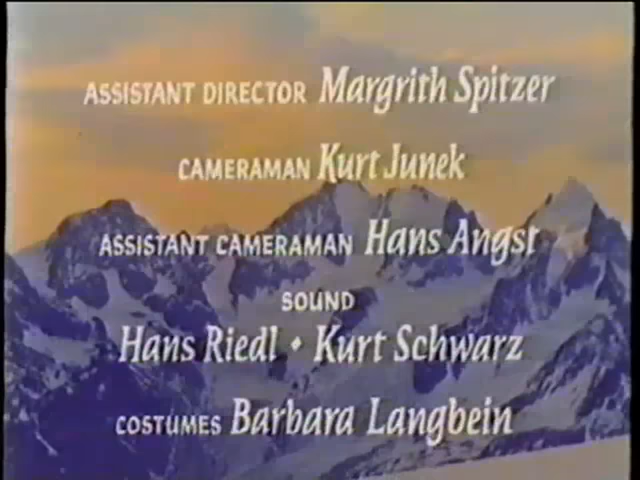 ASSISTANT DIRECTOR Margrith Spitzer
CAMERAMAN Kurt Junek
ASSISTANT CAMERAMAN Hans Angst
SOUND
Hans Riedl • Kurt Schwarz
COSTUMES Barbara Langbein